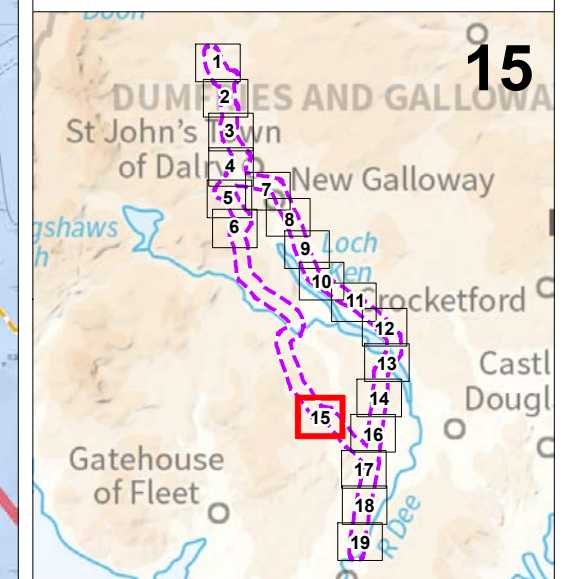 Doon
15
1
2
DUMFRIES AND GALLOWA
3
St John's Town
4
of Dalry
7
New Galloway
5
8
6
gshaws
h
9
Loch
Ken
10
11
Crocketford
12
13
Castl
Dougl
14
15
16
Gatehouse
of Fleet
17
18
R Dee
19